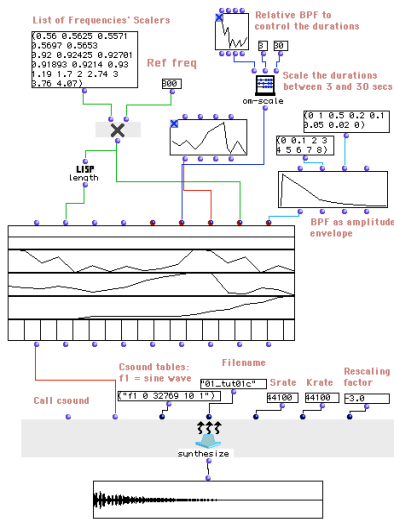 List of Frequencies' Scalers
(0.56 0.5625 0.5571
0.5697 0.5653
0.92 0.92425 0.92701
0.91893 0.9214 0.93
1.19 1.7 2 2.74 3
3.76 4.07)
Ref freq
300
Relative BPF to
control the durations
3 30
om-scale
Scale the durations
between 3 and 30 secs
(0 1 0.5 0.2 0.1
0.05 0.02 0)
(0 0.1 2 3
4 5 6 7 8)
LISP
length
BPF as amplitude
envelope
Csound tables:
f1 = sine wave
Filename
("f1 0 32769 10 1")
"01_tut01c"
Call csound
Srate
44100
Krate
44100
Rescaling
factor
-3.0
synthesize